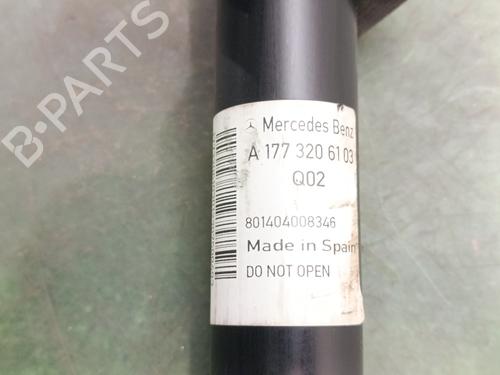 B-PARTS
Mercedes Benz
A 177 320 61 03
Q02
801404008346
Made in Spain
DO NOT OPEN